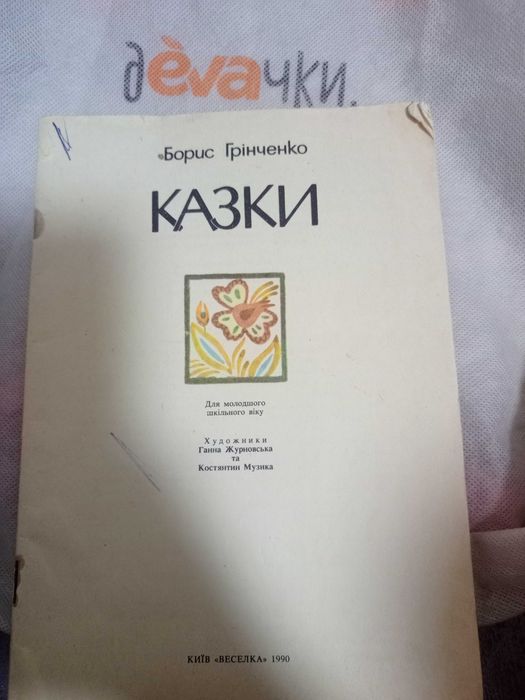 дèvaчки.
Борис Грінченко
КАЗКИ
Для молодшого
шкільного віку
Художники
Ганна Журновська
та
Костянтин Музика
КИЇВ «ВЕСЕЛКА» 1990